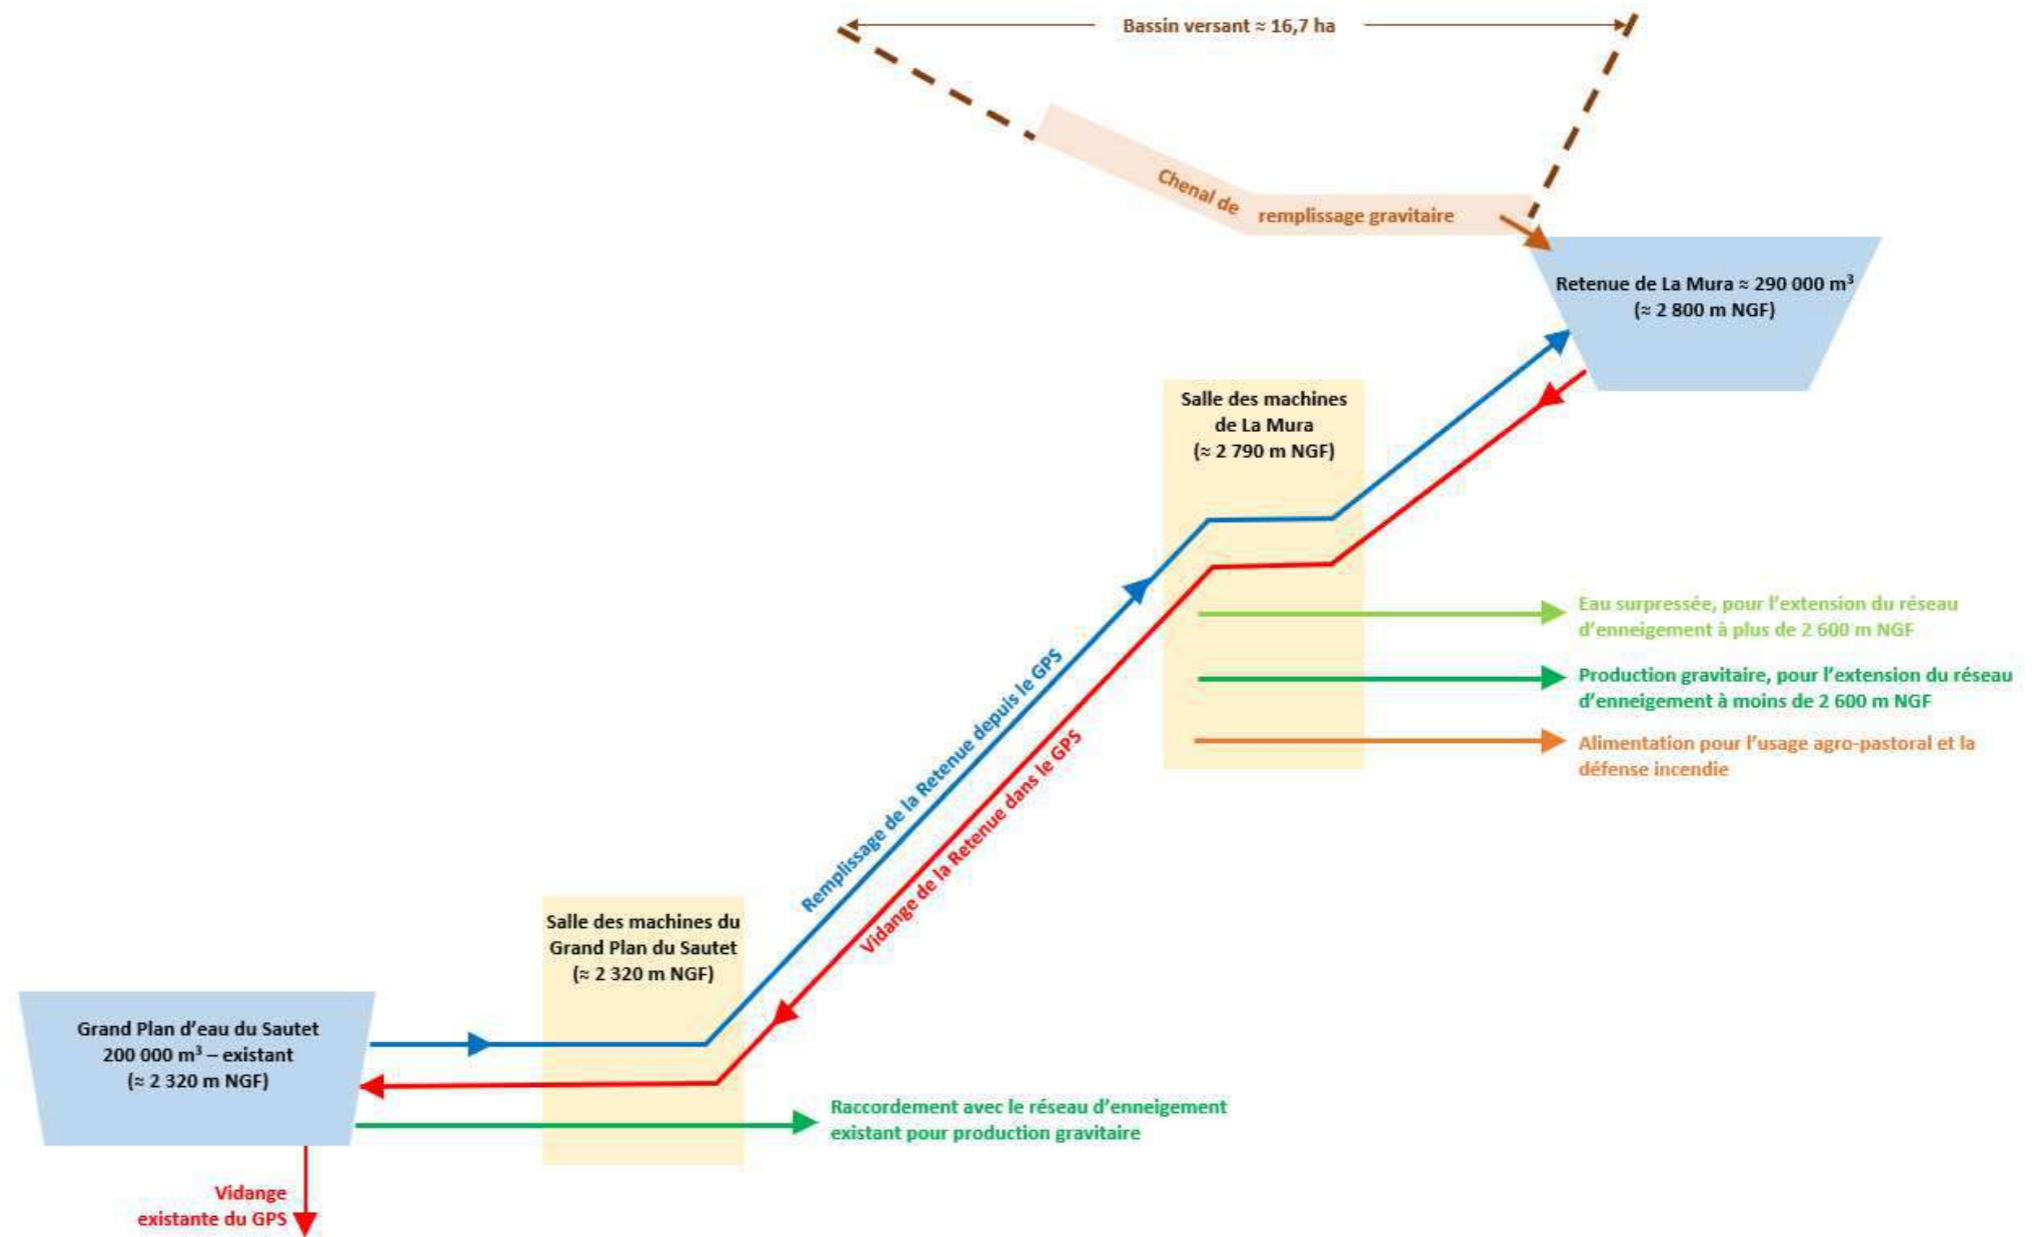 Bassin versant ≈ 16,7 ha
Chenal de remplissage gravitaire
Retenue de La Mura ≈ 290 000 m³
(≈ 2 800 m NGF)
Salle des machines
de La Mura
(≈ 2 790 m NGF)
Eau surpressée, pour l'extension du réseau
d'enneigement à plus de 2 600 m NGF
Production gravitaire, pour l'extension du réseau
d'enneigement à moins de 2 600 m NGF
Alimentation pour l'usage agro-pastoral et la
défense incendie
Remplissage de la Retenue depuis le GPS
Vidange de la Retenue dans le GPS
Salle des machines du
Grand Plan du Sautet
(≈ 2 320 m NGF)
Grand Plan d'eau du Sautet
200 000 m³ – existant
(≈ 2 320 m NGF)
Raccordement avec le réseau d'enneigement
existant pour production gravitaire
Vidange
existante du GPS